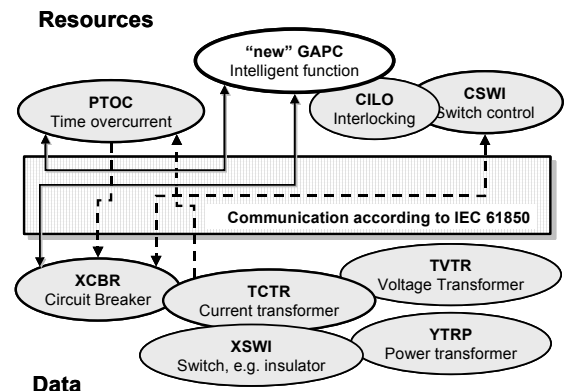 Resources
“new” GAPC
Intelligent function
PTOC
Time overcurrent
CILO
Interlocking
CSWI
Switch control
Communication according to IEC 61850
XCBR
Circuit Breaker
TCTR
Current transformer
TVTR
Voltage Transformer
XSWI
Switch, e.g. insulator
YTRP
Power transformer
Data